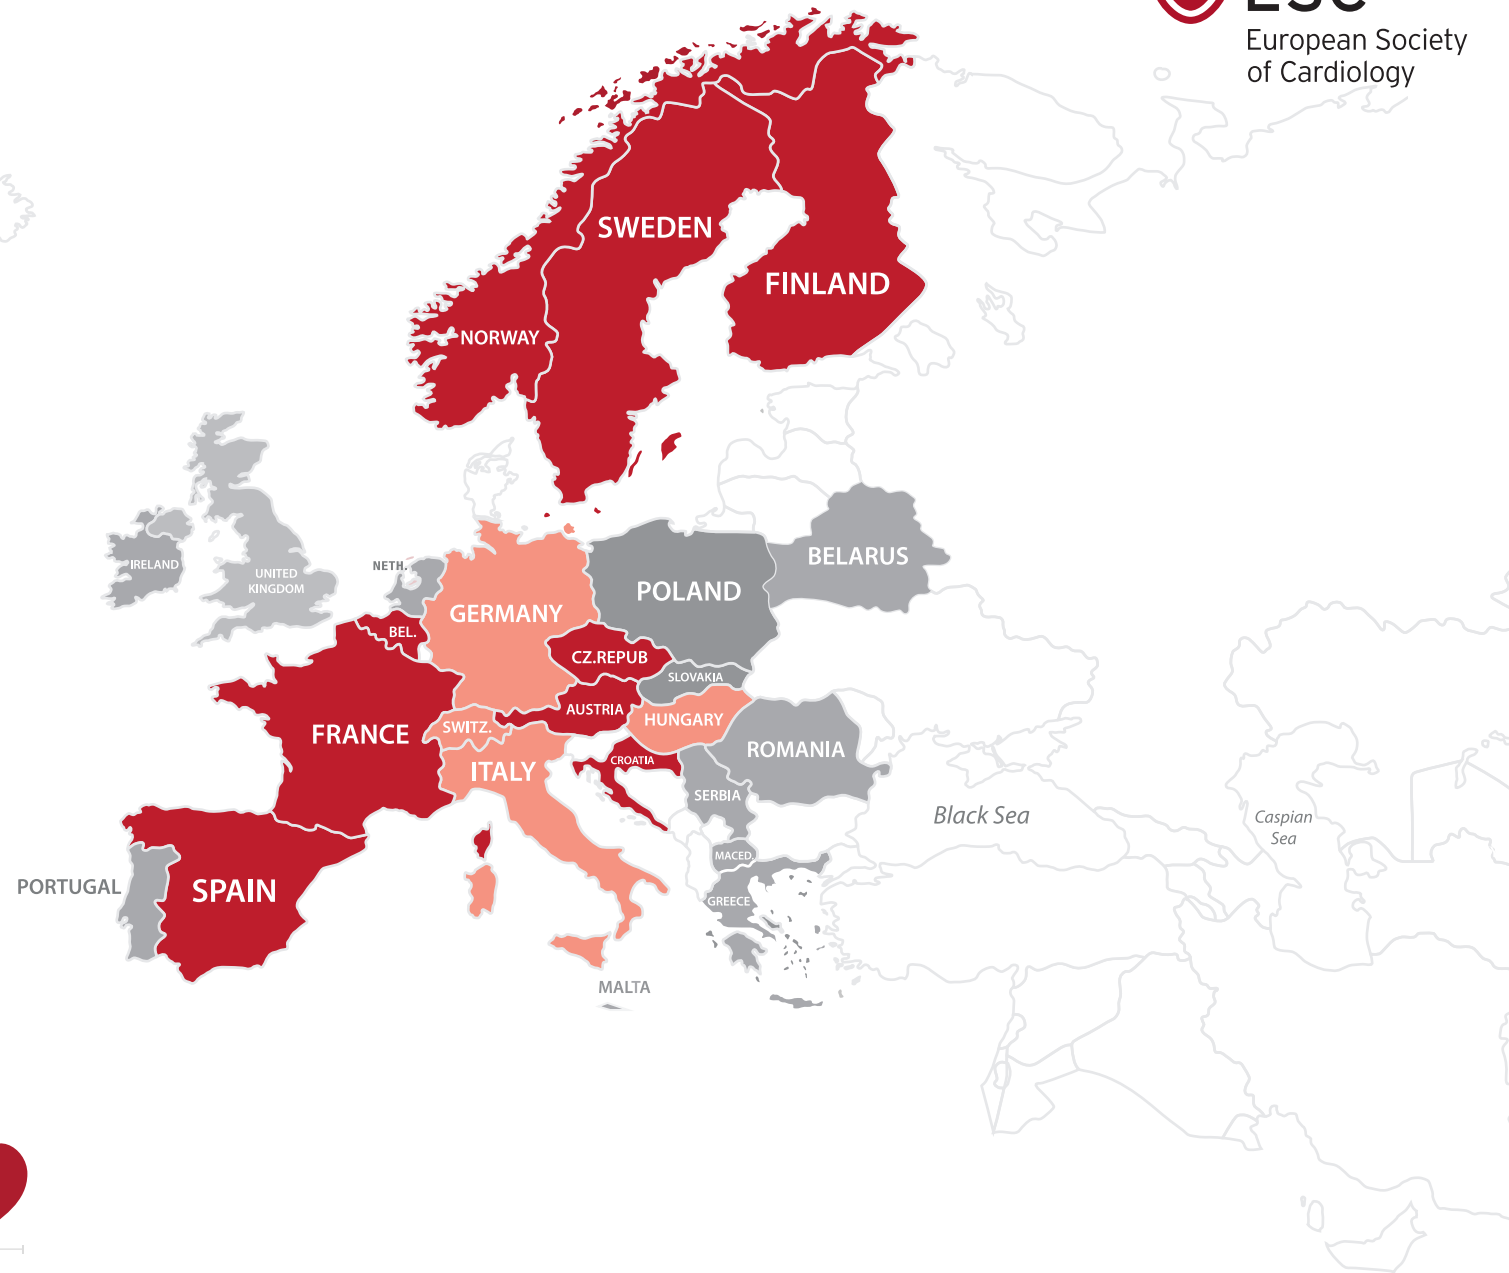 ESC
European Society
of Cardiology
SWEDEN
FINLAND
NORWAY
IRELAND
UNITED
KINGDOM
NETH.
BELARUS
POLAND
GERMANY
BEL.
CZ.REPUB
SLOVAKIA
AUSTRIA
HUNGARY
FRANCE
SWITZ.
ROMANIA
ITALY
CROATIA
SERBIA
Black Sea
Caspian
Sea
MACED.
PORTUGAL
SPAIN
GREECE
MALTA